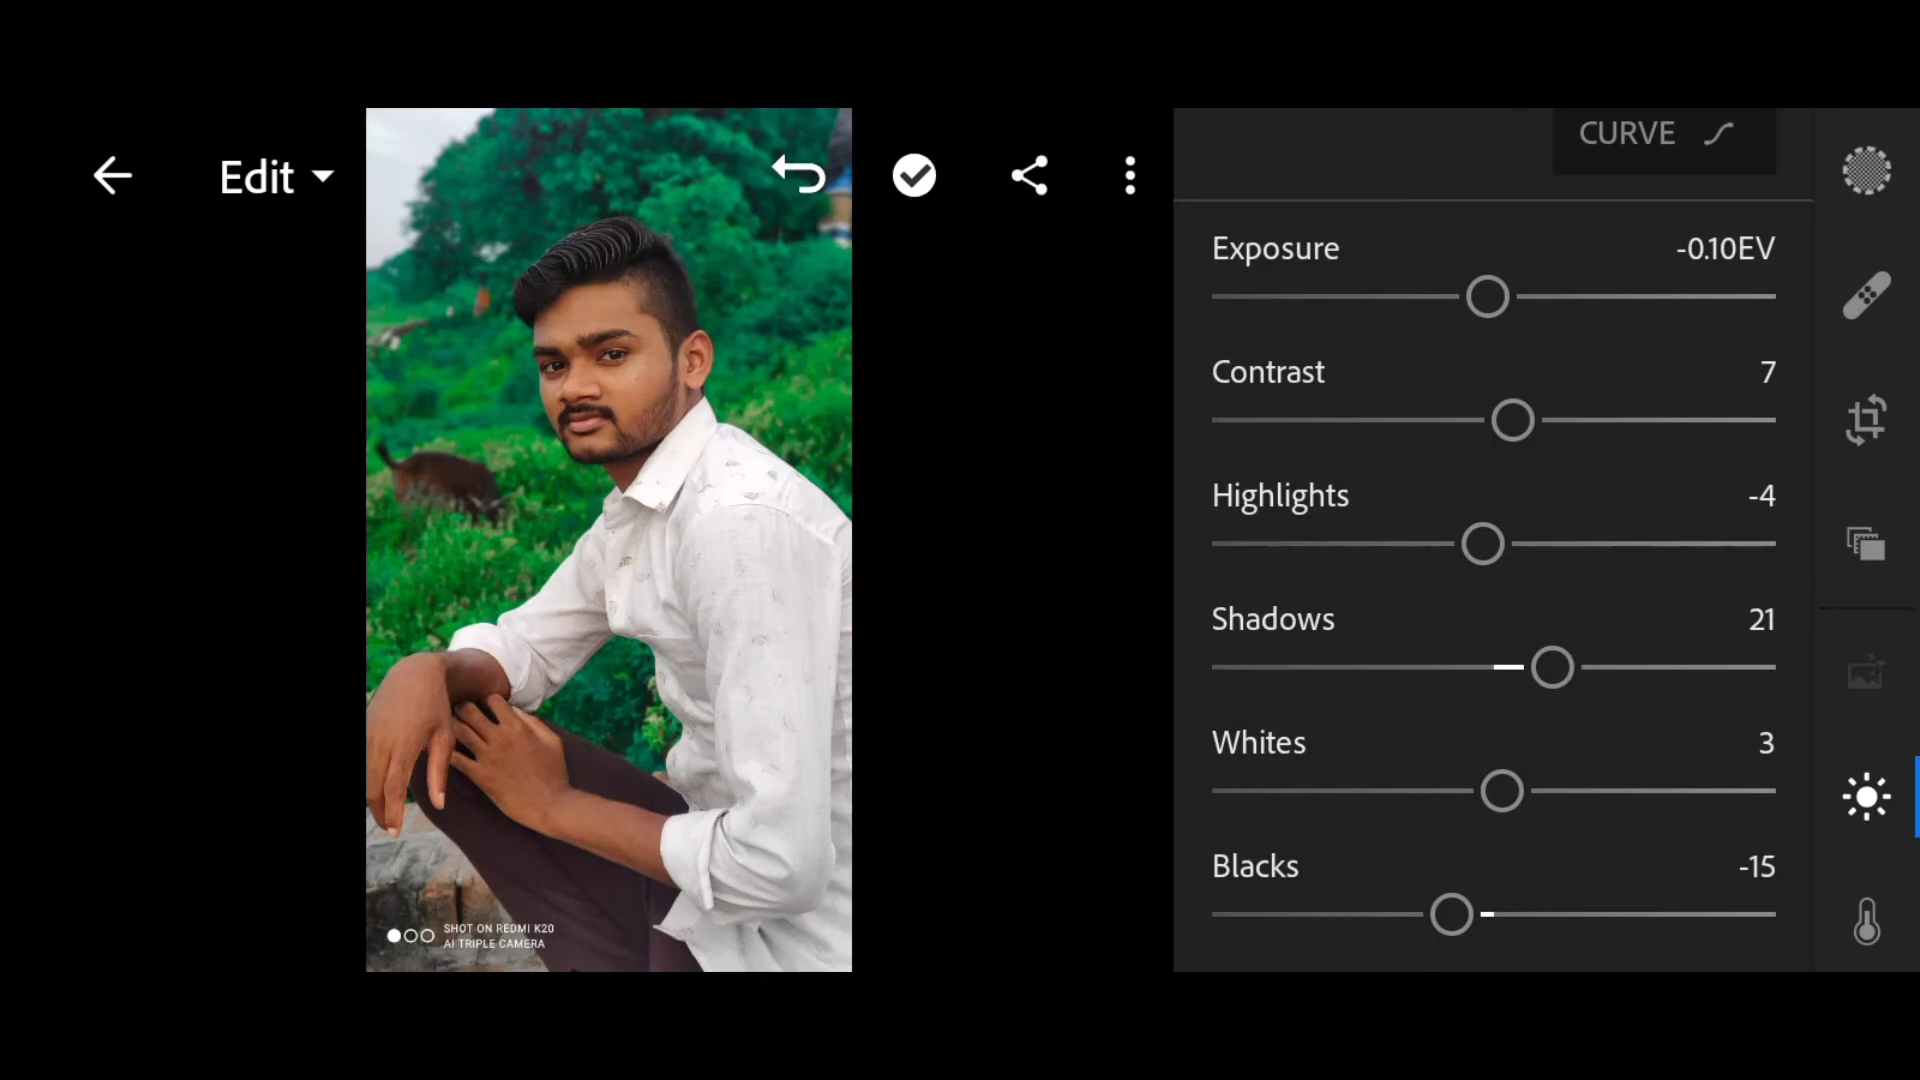 Edit
CURVE
Exposure -0.10EV
Contrast 7
Highlights -4
Shadows 21
Whites 3
Blacks -15
SHOT ON REDMI K20
AI TRIPLE CAMERA